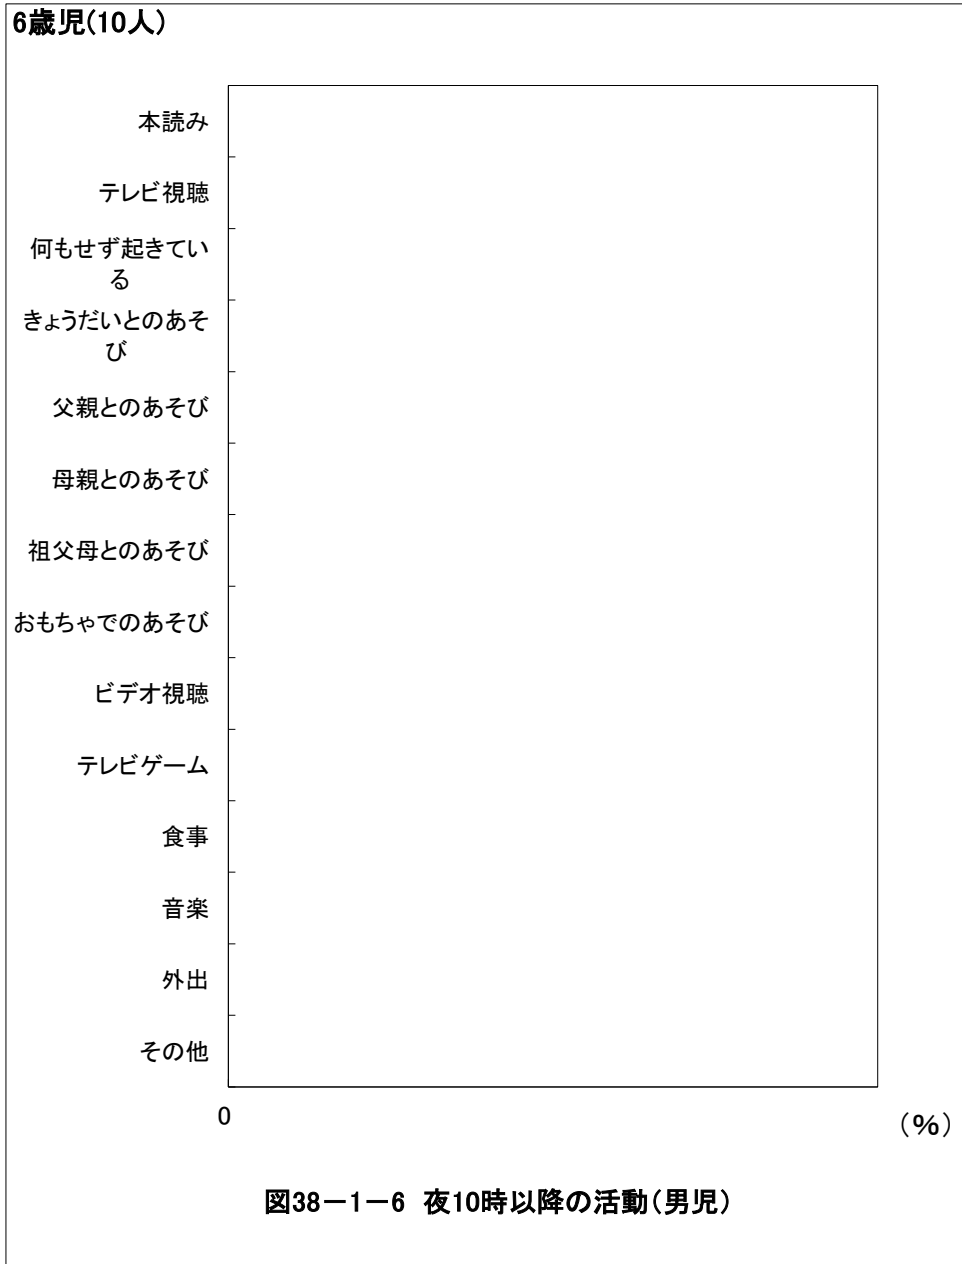 6歳児(10人)
本読み
テレビ視聴
何もせず起きてい
る
きょうだいとのあそ
び
父親とのあそび
母親とのあそび
祖父母とのあそび
おもちゃでのあそび
ビデオ視聴
テレビゲーム
食事
音楽
外出
その他
0
（%）
図38－1－6 夜10時以降の活動(男児)